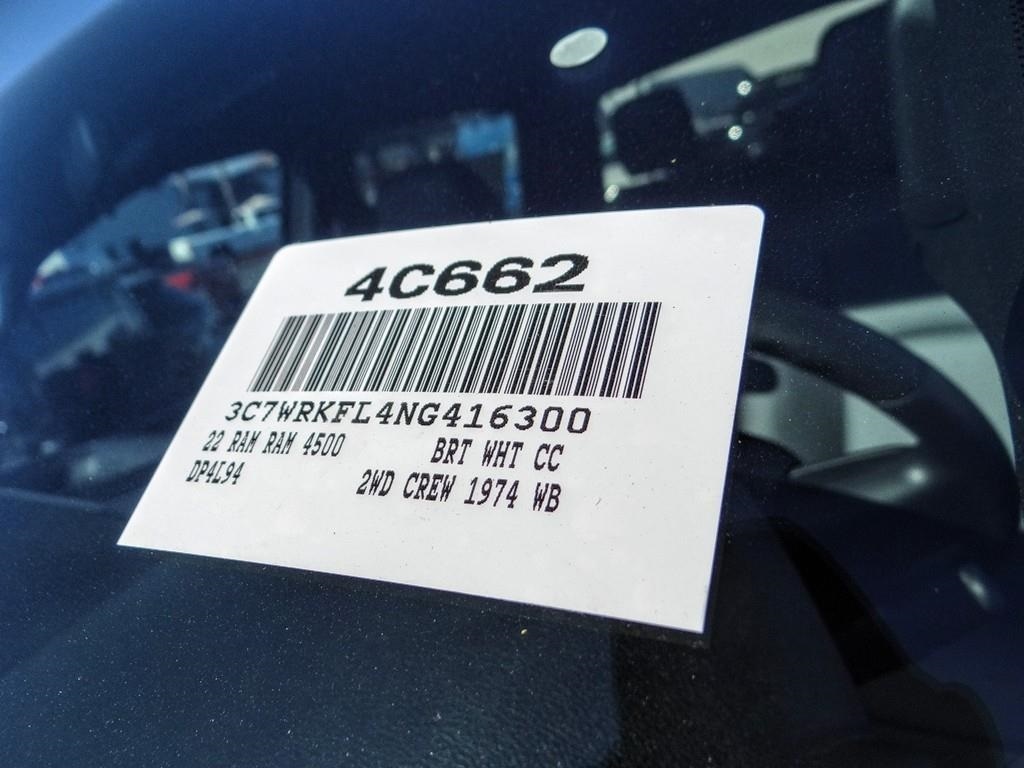 4C662
3C7WRKFL4NG416300
22 RAM RAM 4500 BRT WHT CC
DP4L94 2WD CREW 1974 WB